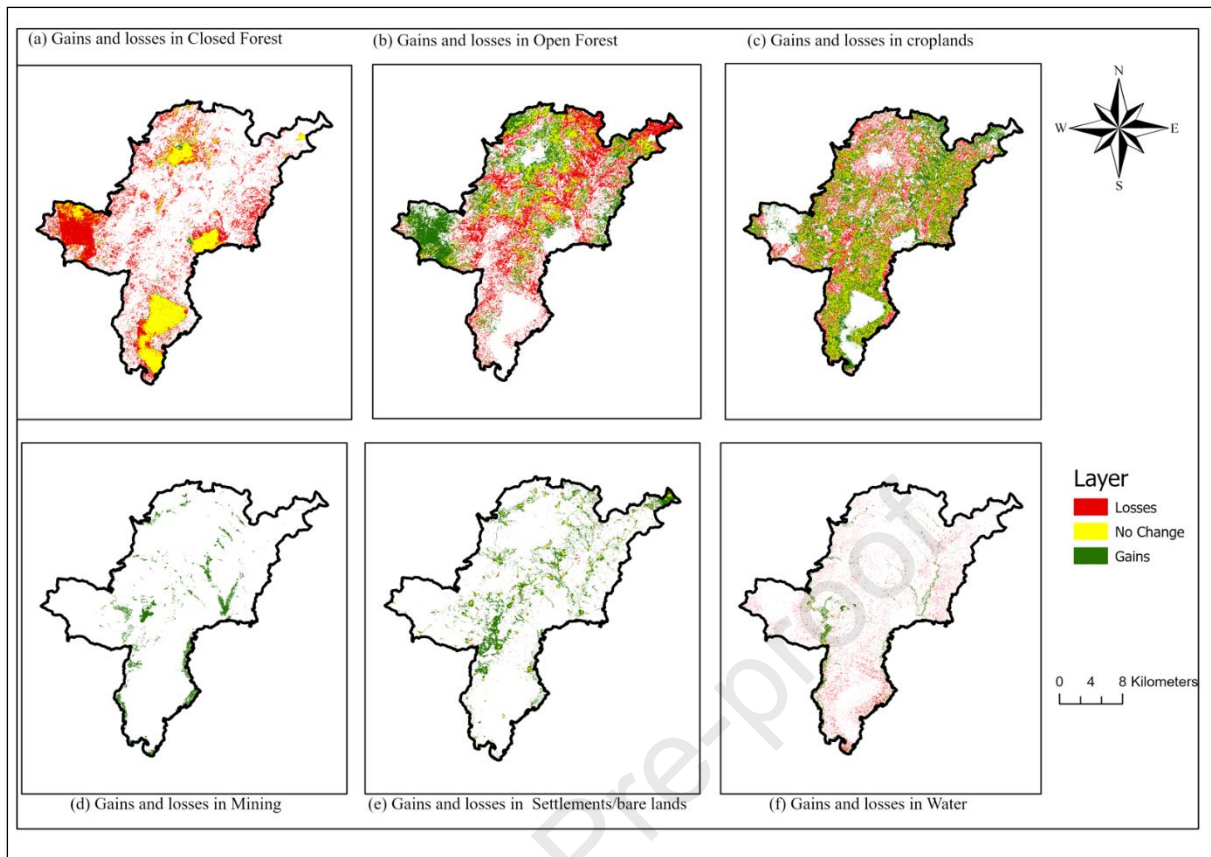 (a) Gains and losses in Closed Forest
(b) Gains and losses in Open Forest
(c) Gains and losses in croplands
N
W
E
S
Layer
Losses
No Change
Gains
0 4 8 Kilometers
(d) Gains and losses in Mining
(e) Gains and losses in Settlements/bare lands
(f) Gains and losses in Water
Pre-proof